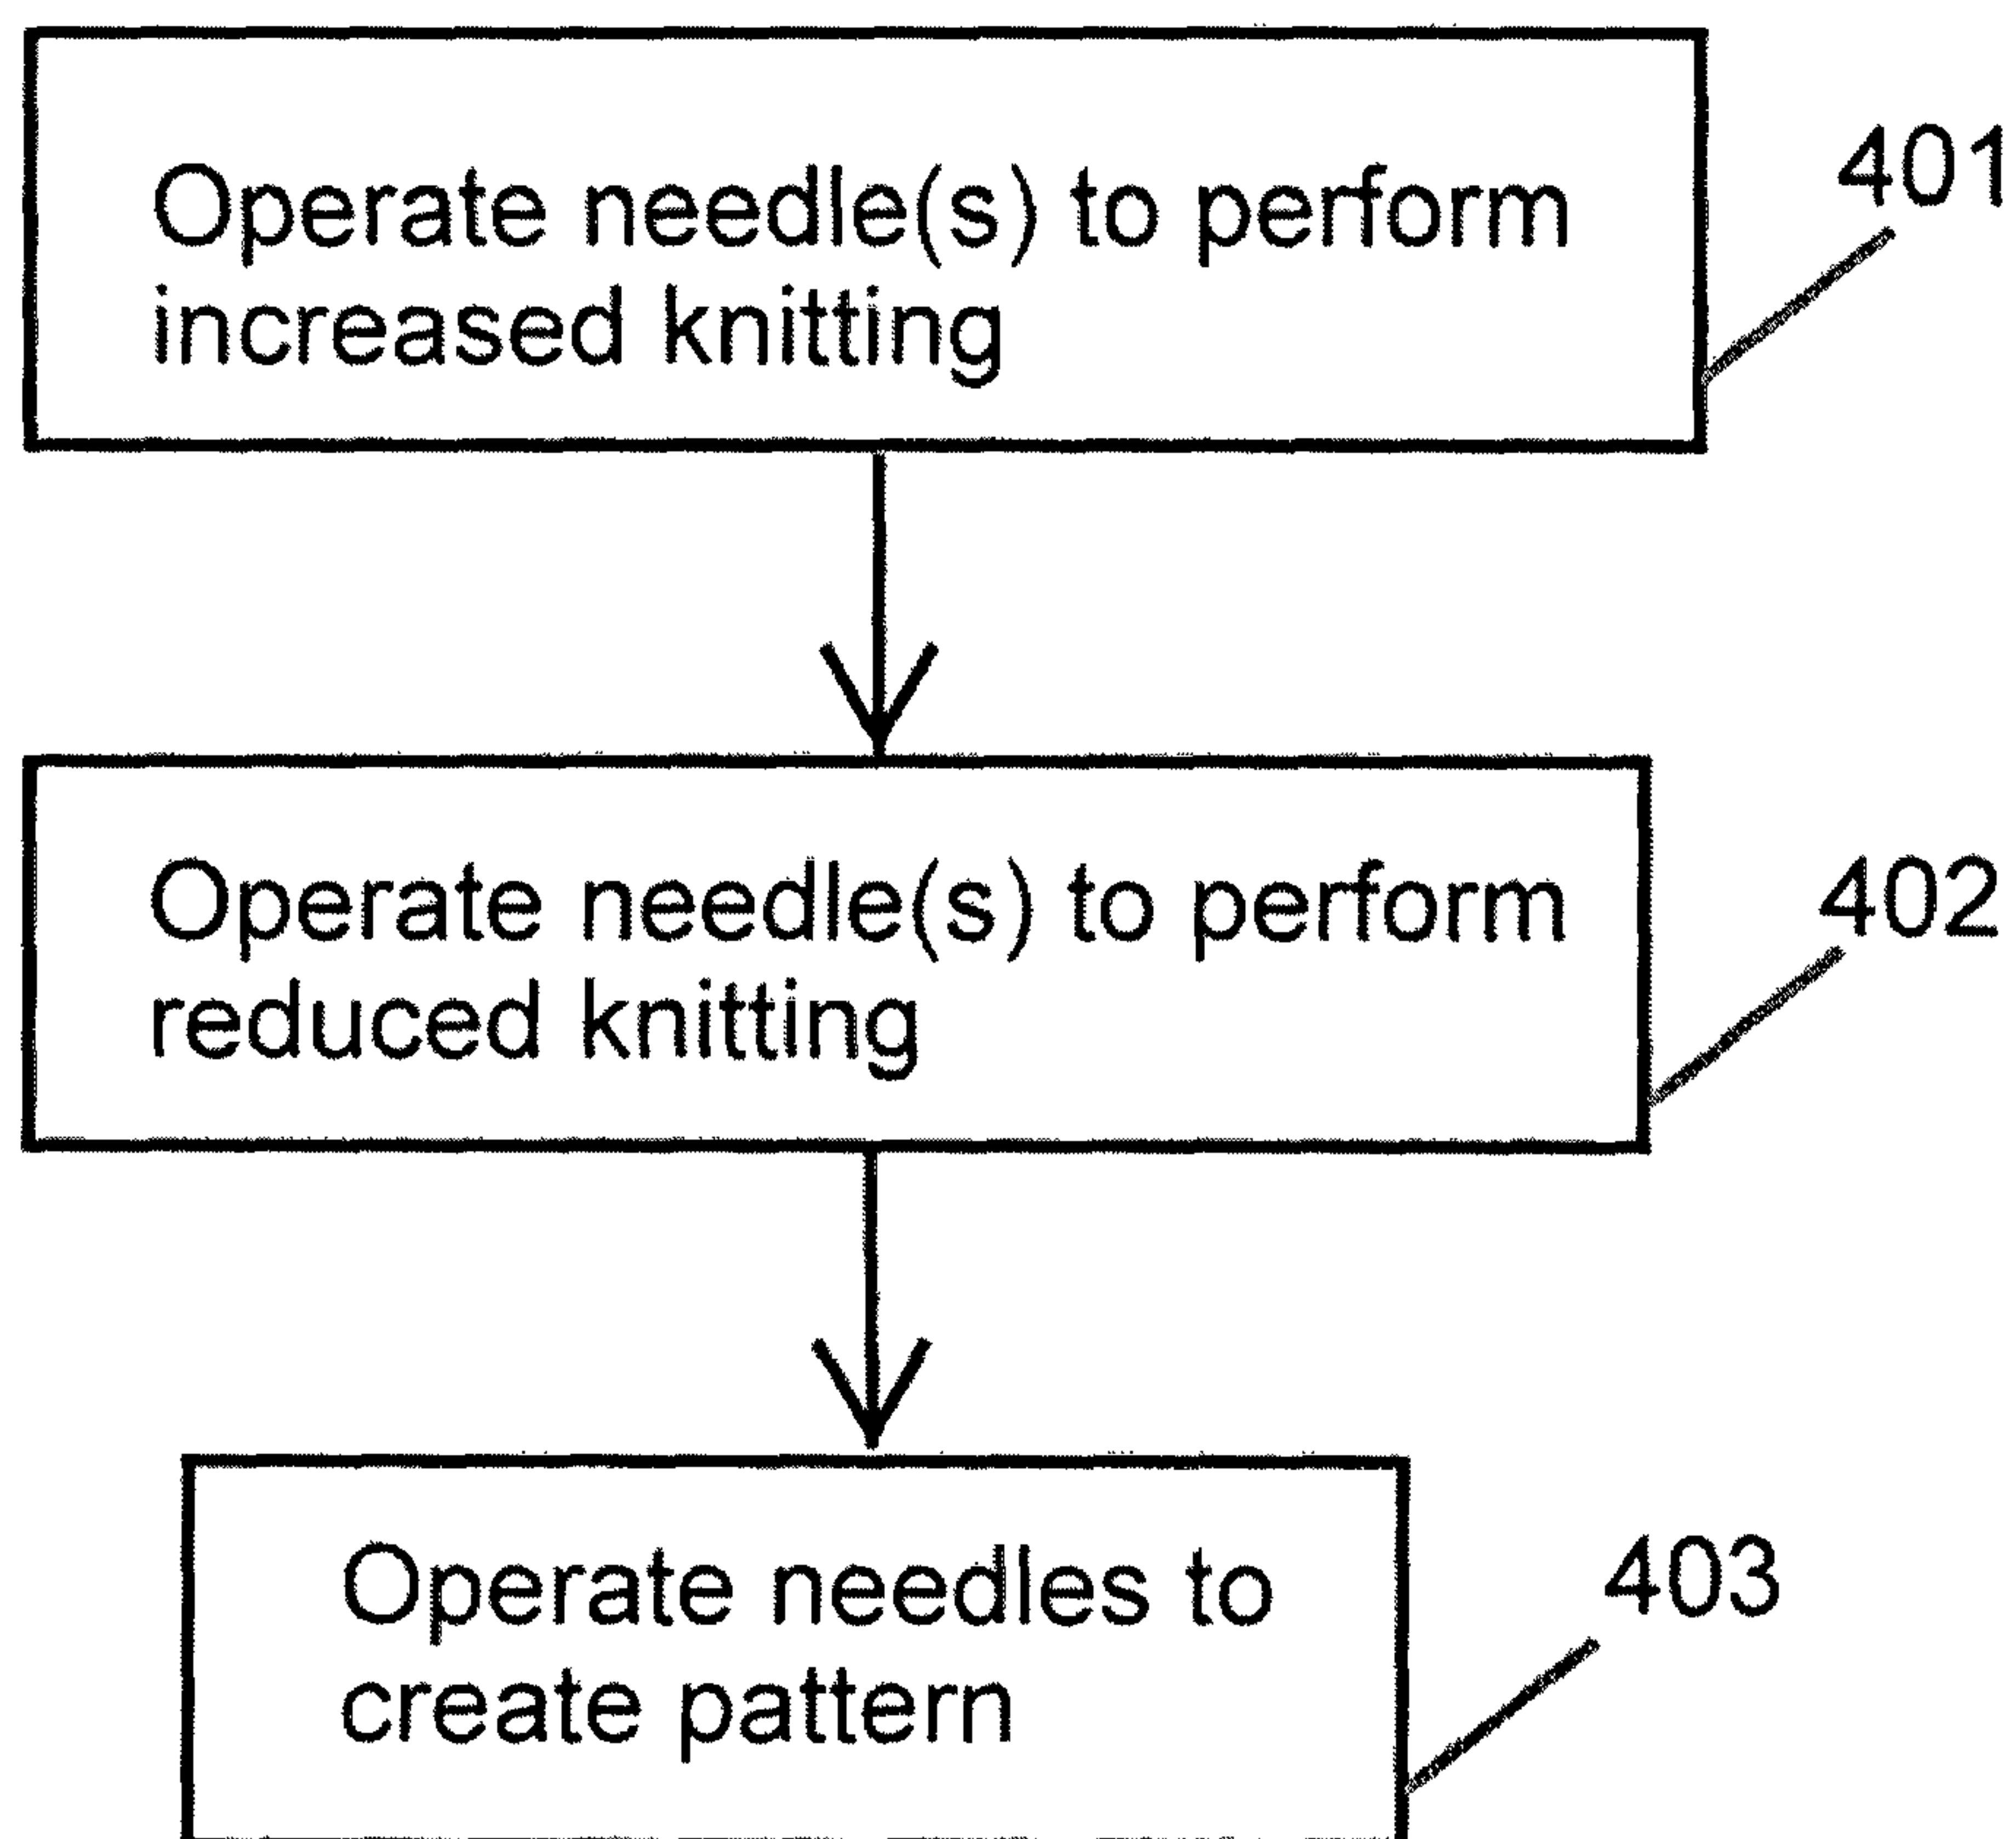 Operate needle(s) to perform
increased knitting
401
Operate needle(s) to perform
reduced knitting
402
Operate needles to
create pattern
403